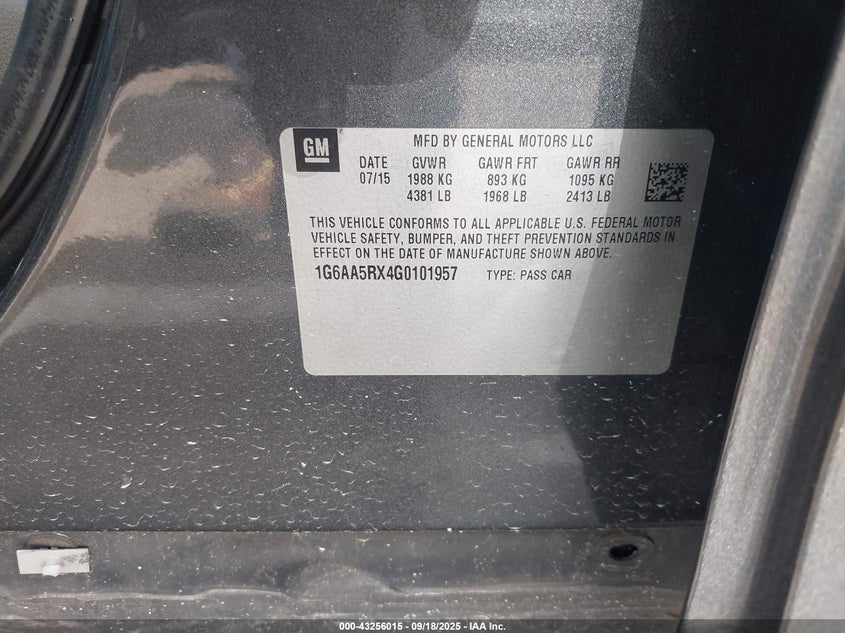 GM
MFD BY GENERAL MOTORS LLC
DATE GVWR GAWR FRT GAWR RR
07/15 1988 KG 893 KG 1095 KG
4381 LB 1968 LB 2413 LB
THIS VEHICLE CONFORMS TO ALL APPLICABLE U.S. FEDERAL MOTOR
VEHICLE SAFETY, BUMPER, AND THEFT PREVENTION STANDARDS IN
EFFECT ON THE DATE OF MANUFACTURE SHOWN ABOVE.
1G6AA5RX4G0101957 TYPE: PASS CAR
000-43256015 - 09/18/2025 - IAA Inc.